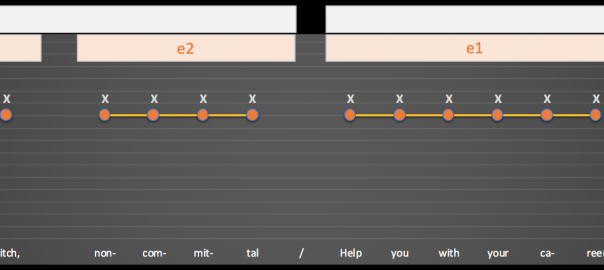 e2 e1
x x x x x x x x x x x
itch, non- com- mit- tal / Help you with your ca- reer